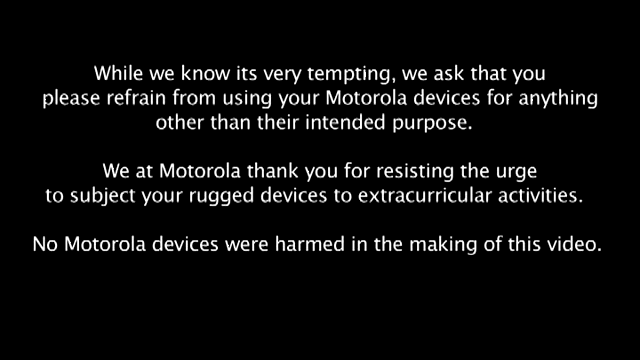 While we know its very tempting, we ask that you
please refrain from using your Motorola devices for anything
other than their intended purpose.
We at Motorola thank you for resisting the urge
to subject your rugged devices to extracurricular activities.
No Motorola devices were harmed in the making of this video.